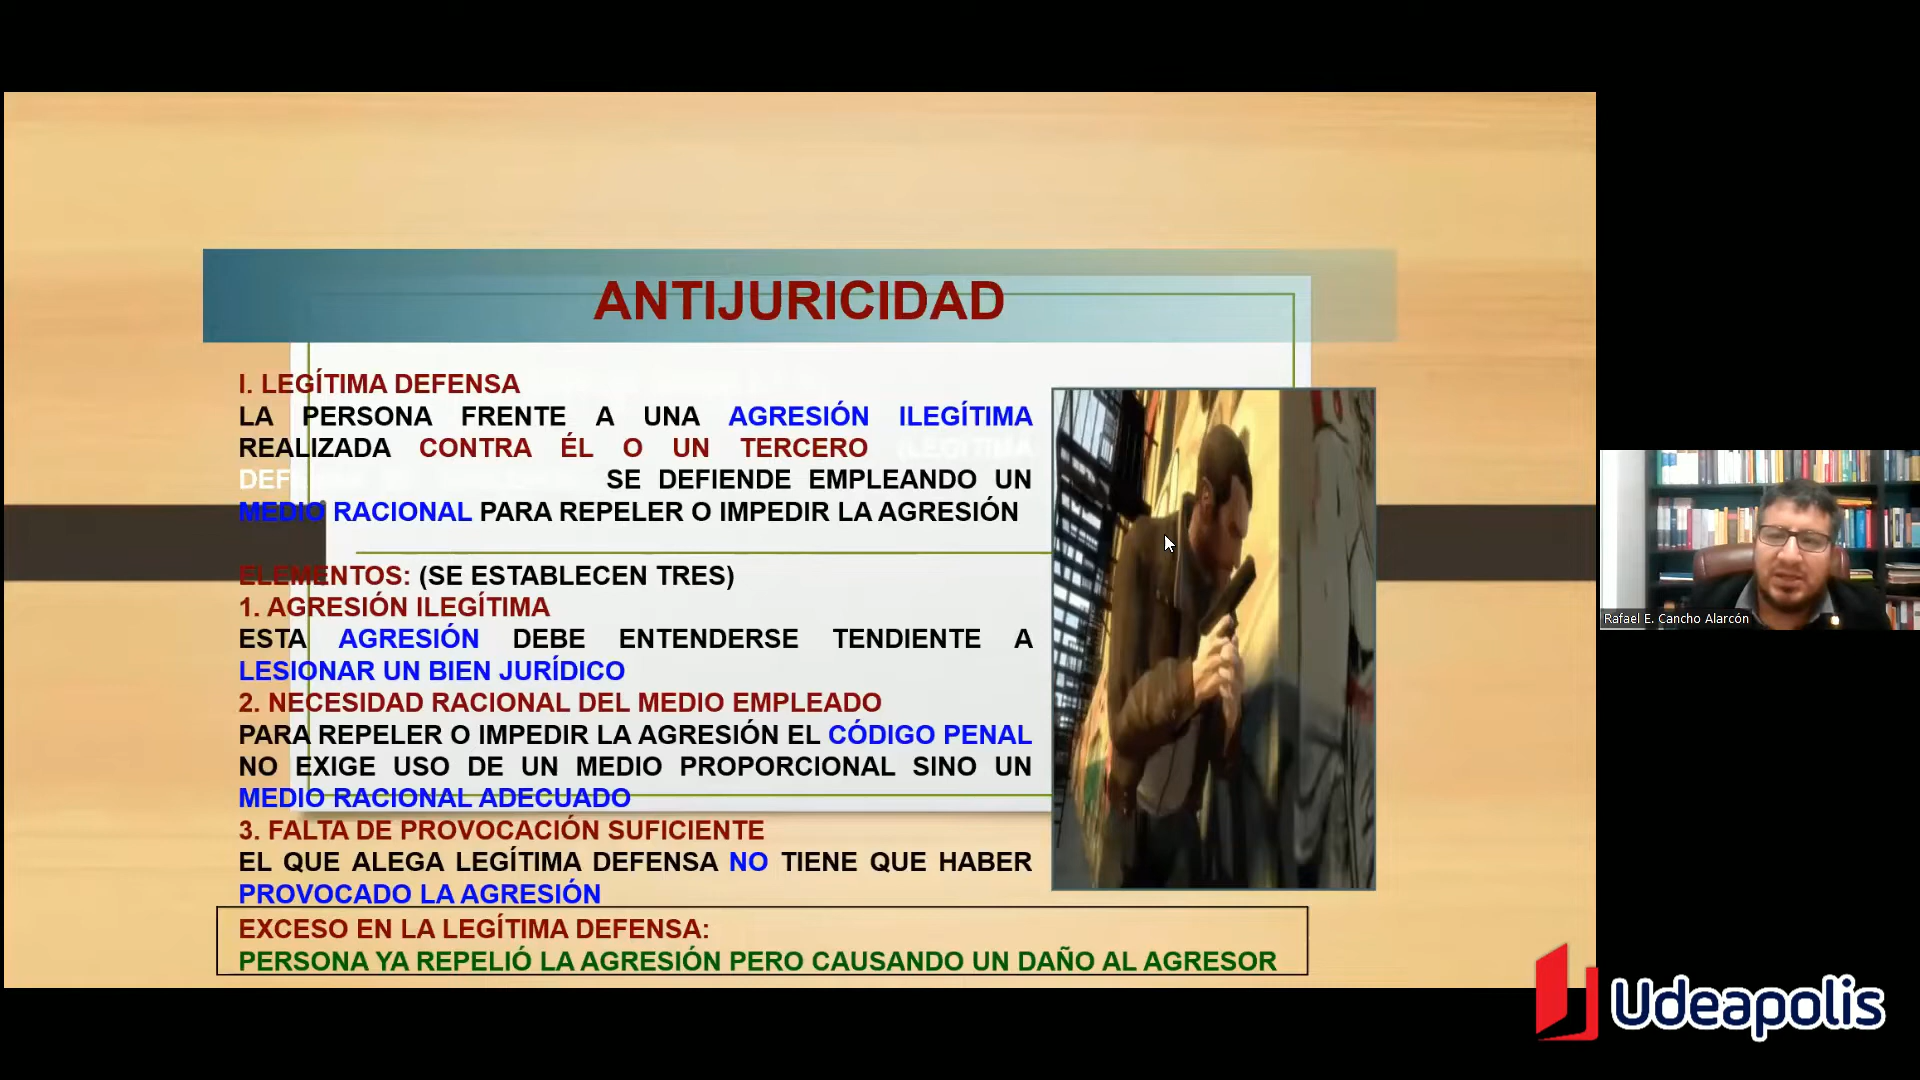 ANTIJURICIDAD
I. LEGÍTIMA DEFENSA
LA PERSONA FRENTE A UNA AGRESIÓN ILEGÍTIMA
REALIZADA CONTRA ÉL O UN TERCERO
DEF SE DEFIENDE EMPLEANDO UN
MEDIO RACIONAL PARA REPELER O IMPEDIR LA AGRESIÓN
ELEMENTOS: (SE ESTABLECEN TRES)
1. AGRESIÓN ILEGÍTIMA
ESTA AGRESIÓN DEBE ENTENDERSE TENDIENTE A
LESIONAR UN BIEN JURÍDICO
2. NECESIDAD RACIONAL DEL MEDIO EMPLEADO
PARA REPELER O IMPEDIR LA AGRESIÓN EL CÓDIGO PENAL
NO EXIGE USO DE UN MEDIO PROPORCIONAL SINO UN
MEDIO RACIONAL ADECUADO
3. FALTA DE PROVOCACIÓN SUFICIENTE
EL QUE ALEGA LEGÍTIMA DEFENSA NO TIENE QUE HABER
PROVOCADO LA AGRESIÓN
EXCESO EN LA LEGÍTIMA DEFENSA:
PERSONA YA REPELIÓ LA AGRESIÓN PERO CAUSANDO UN DAÑO AL AGRESOR
Rafael E. Cancho Alarcón
Udeapolis